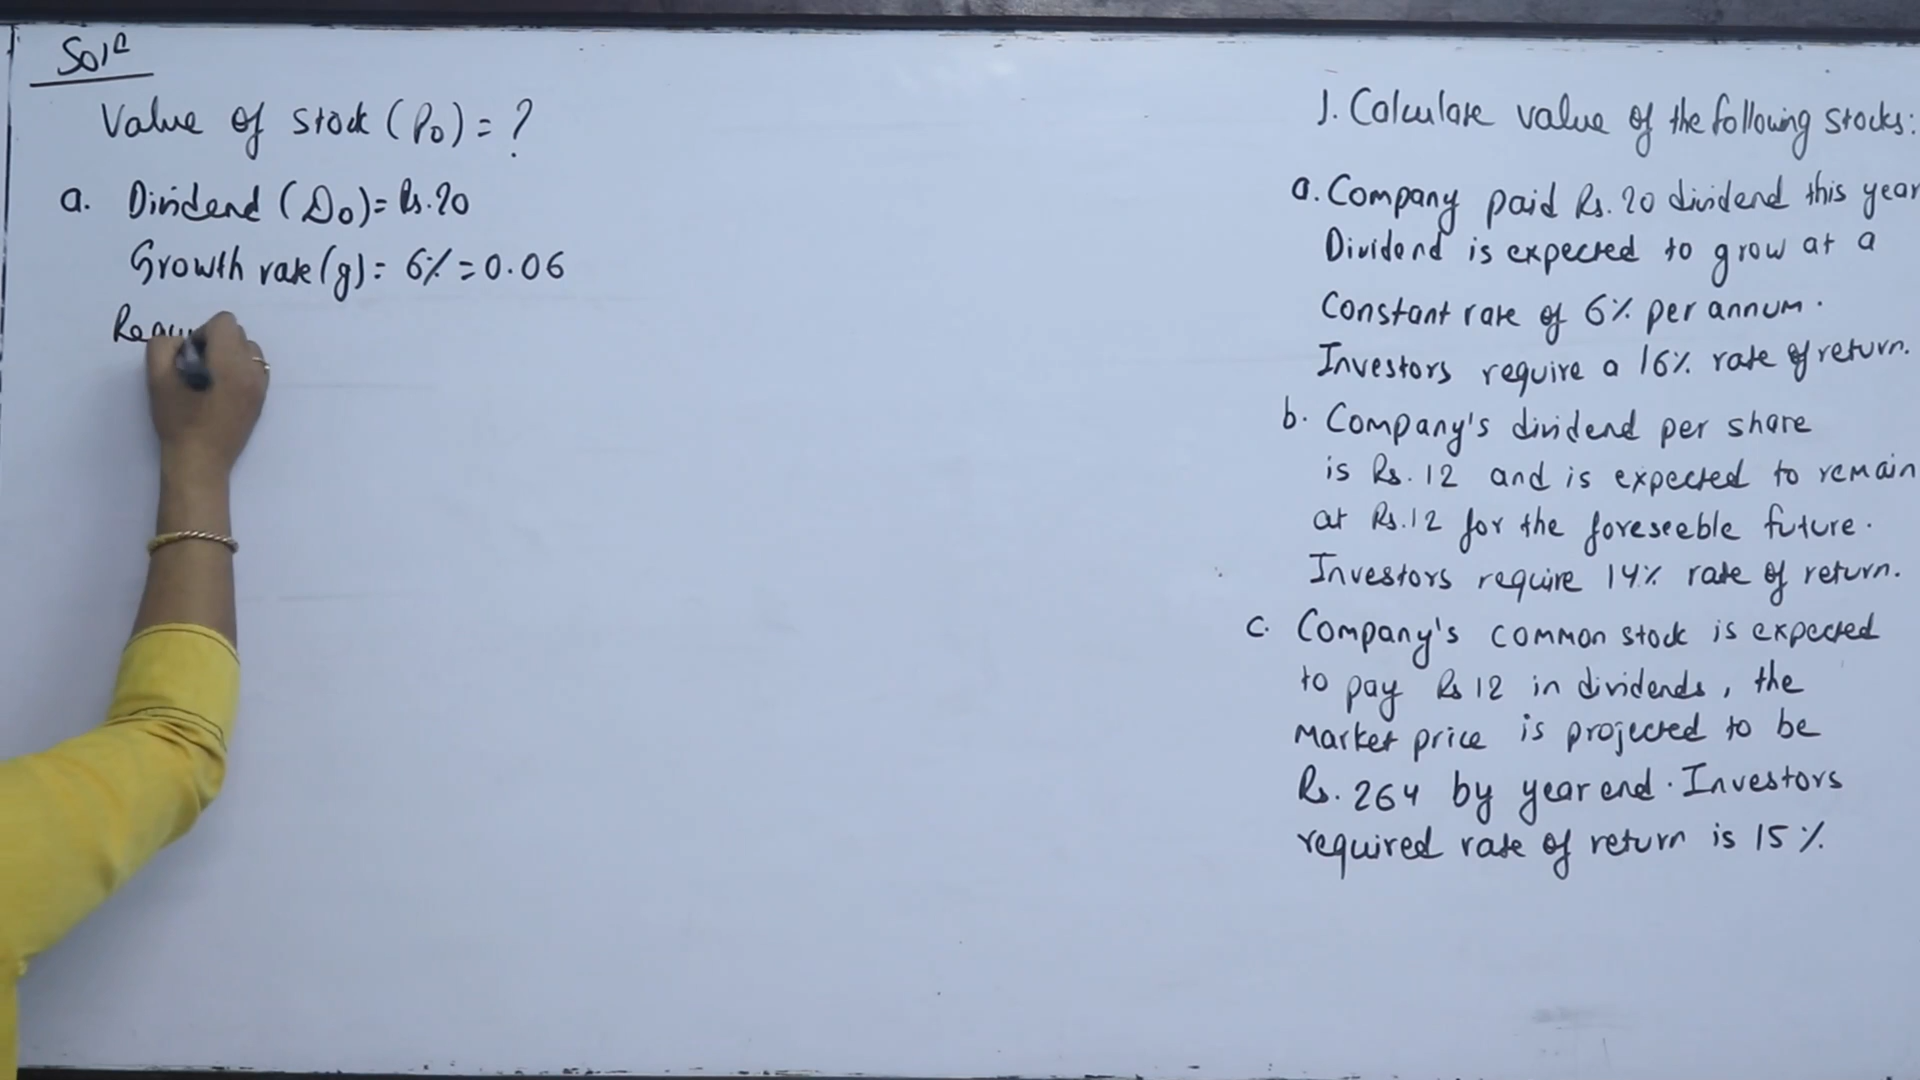 Solⁿ
Value of stock (P₀) = ?
a. Dividend (D₀) = Rs. 20
Growth rate (g) = 6% = 0.06
Requ
1. Calculate value of the following stocks:
a. Company paid Rs. 20 dividend this year
Dividend is expected to grow at a
Constant rate of 6% per annum.
Investors require a 16% rate of return.
b. Company's dividend per share
is Rs. 12 and is expected to remain
at Rs. 12 for the foreseeble future.
Investors require 14% rate of return.
c. Company's common stock is expected
to pay Rs 12 in dividends, the
Market price is projected to be
Rs. 264 by year end. Investors
required rate of return is 15%.